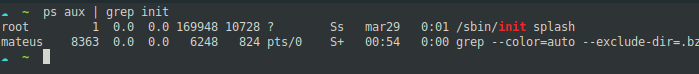 ~ ps aux | grep init
root 1 0.0 0.0 169948 10728 ? Ss mar29 0:01 /sbin/init splash
mateus 8363 0.0 0.0 6248 824 pts/0 S+ 00:54 0:00 grep --color=auto --exclude-dir=.bz
~